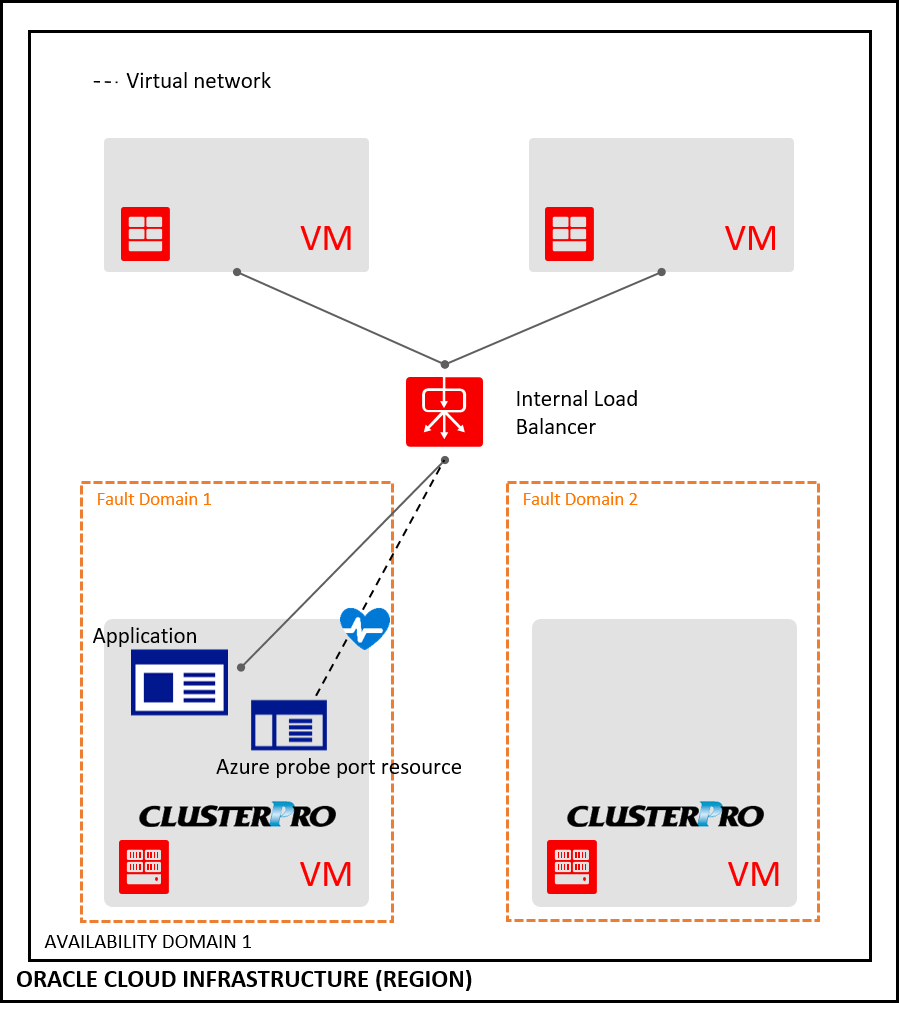 --- Virtual network
VM
VM
Internal Load
Balancer
Fault Domain 1
Fault Domain 2
Application
Azure probe port resource
CLUSTERPRO
CLUSTERPRO
VM
VM
AVAILABILITY DOMAIN 1
ORACLE CLOUD INFRASTRUCTURE (REGION)